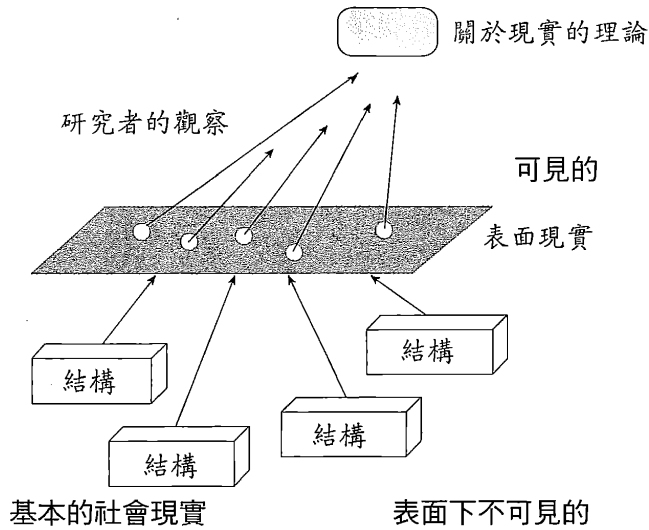 關於現實的理論
研究者的觀察
可見的
表面現實
結構
結構
結構
結構
基本的社會現實
表面下不可見的